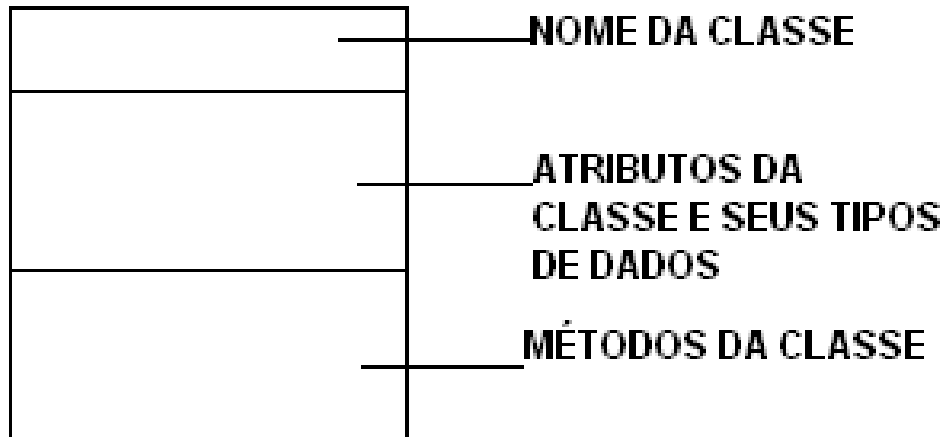 NOME DA CLASSE
ATRIBUTOS DA
CLASSE E SEUS TIPOS
DE DADOS
MÉTODOS DA CLASSE